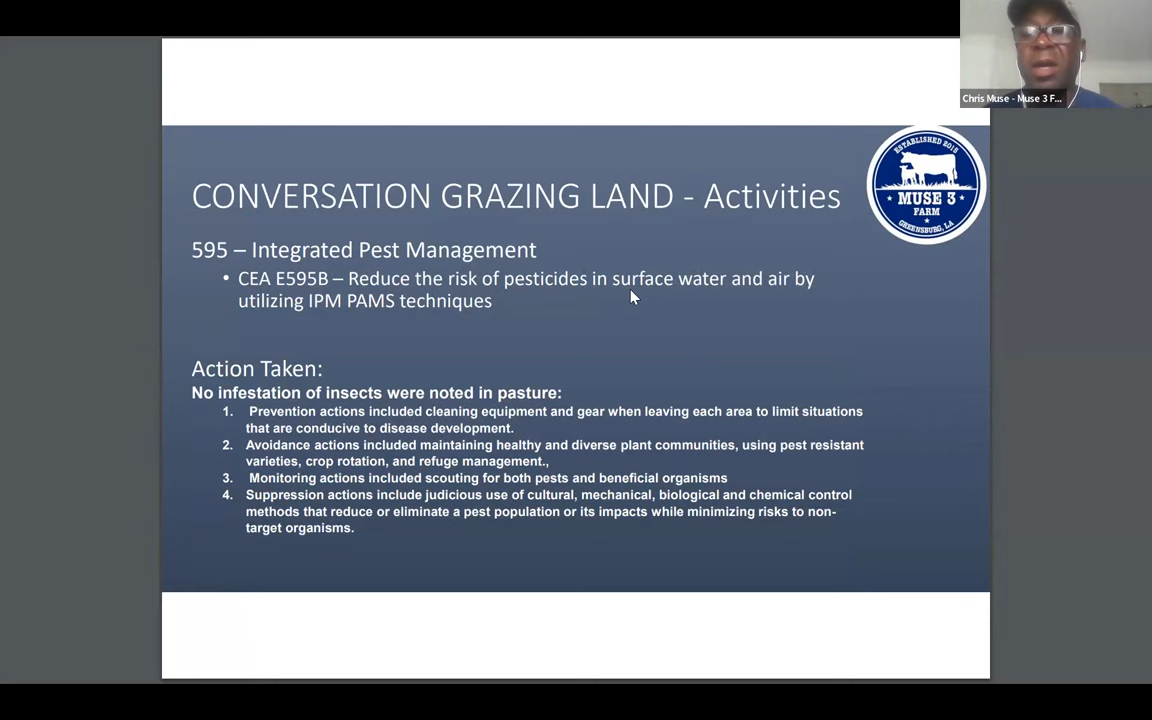 Chris Muse - Muse 3 F...
ESTABLISHED 2015
MUSE 3
FARM
GREENSBURG, LA
CONVERSATION GRAZING LAND - Activities
595 – Integrated Pest Management
• CEA E595B – Reduce the risk of pesticides in surface water and air by
utilizing IPM PAMS techniques
Action Taken:
No infestation of insects were noted in pasture:
1. Prevention actions included cleaning equipment and gear when leaving each area to limit situations
that are conducive to disease development.
2. Avoidance actions included maintaining healthy and diverse plant communities, using pest resistant
varieties, crop rotation, and refuge management.,
3. Monitoring actions included scouting for both pests and beneficial organisms
4. Suppression actions include judicious use of cultural, mechanical, biological and chemical control
methods that reduce or eliminate a pest population or its impacts while minimizing risks to non-
target organisms.